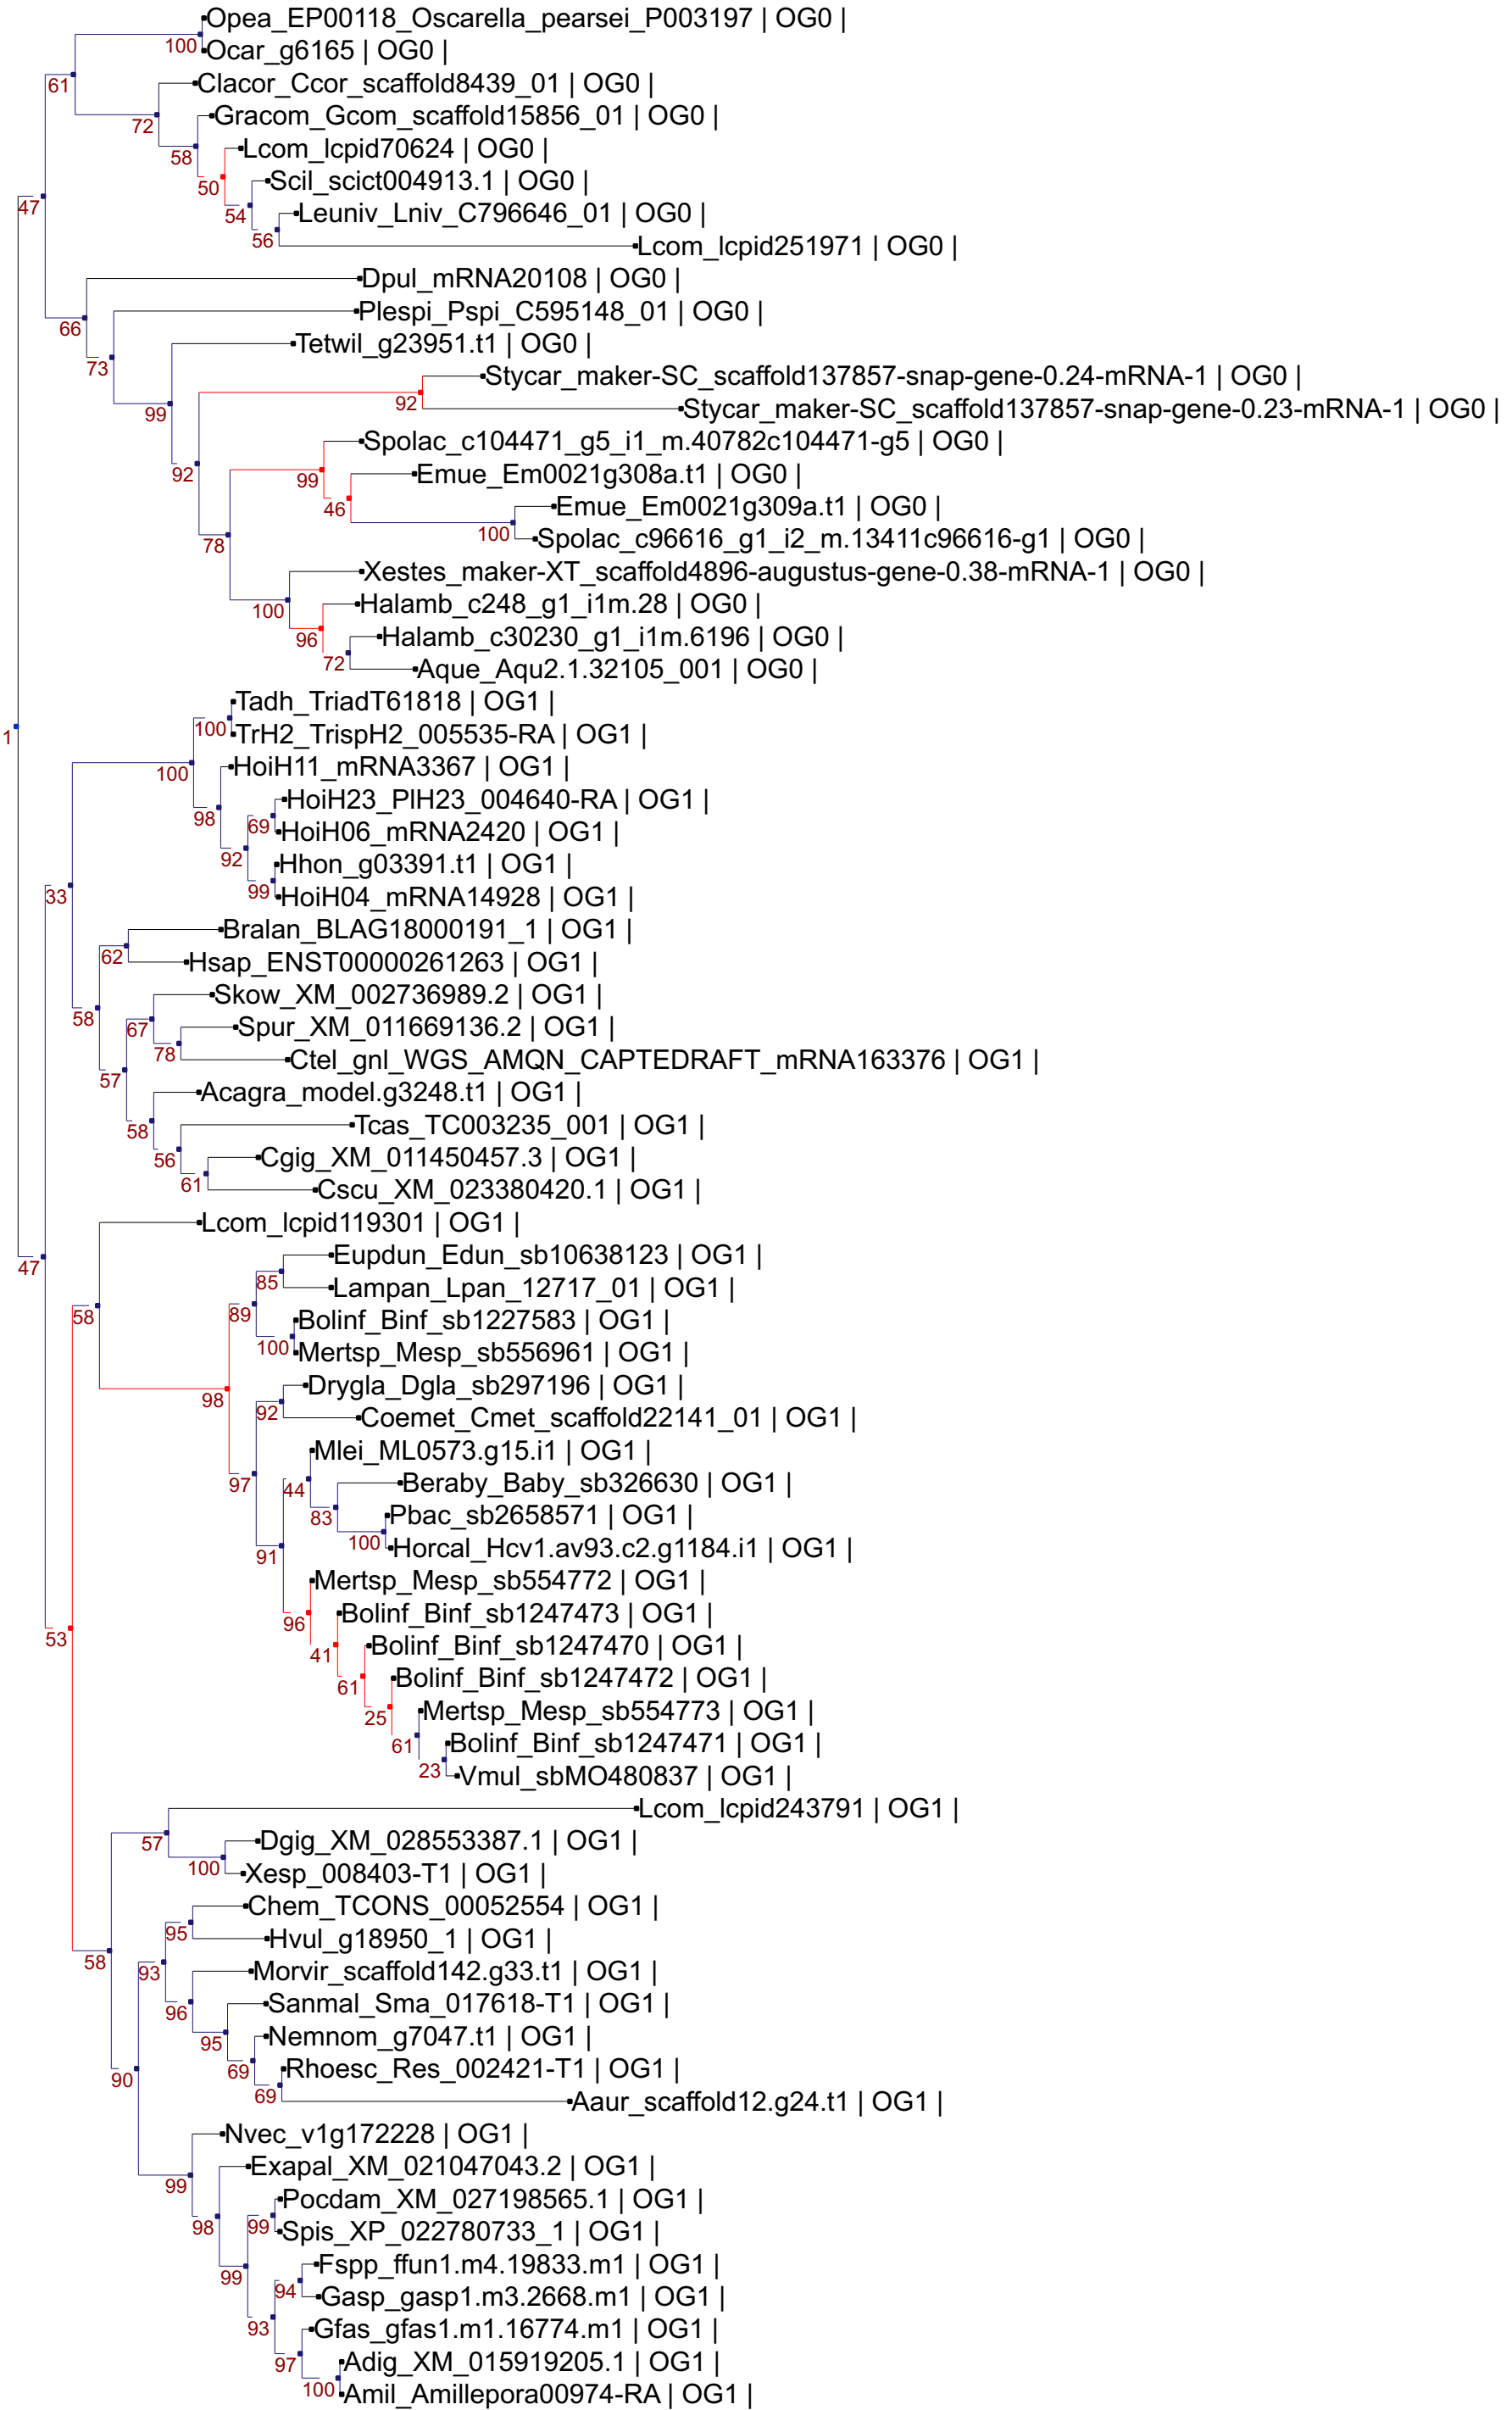 Opea_EP00118_Oscarella_pearsei_P003197 | OG0 |
100
Ocar_g6165 | OG0 |
61
Clacor_Ccor_scaffold8439_01 | OG0 |
72
Gracom_Gcom_scaffold15856_01 | OG0 |
58
Lcom_lcpid70624 | OG0 |
50
Scil_scict004913.1 | OG0 |
47
54
Leuniv_Lniv_C796646_01 | OG0 |
56
Lcom_lcpid251971 | OG0 |
Dpul_mRNA20108 | OG0 |
66
Plespi_Pspi_C595148_01 | OG0 |
73
Tetwil_g23951.t1 | OG0 |
Stycar_maker-SC_scaffold137857-snap-gene-0.24-mRNA-1 | OG0 |
92
99
Stycar_maker-SC_scaffold137857-snap-gene-0.23-mRNA-1 | OG0 |
Spolac_c104471_g5_i1_m.40782c104471-g5 | OG0 |
92
99
Emue_Em0021g308a.t1 | OG0 |
46
Emue_Em0021g309a.t1 | OG0 |
100
78
Spolac_c96616_g1_i2_m.13411c96616-g1 | OG0 |
Xestes_maker-XT_scaffold4896-augustus-gene-0.38-mRNA-1 | OG0 |
100
Halamb_c248_g1_i1m.28 | OG0 |
96
Halamb_c30230_g1_i1m.6196 | OG0 |
72
Aque_Aqu2.1.32105_001 | OG0 |
Tadh_TriadT61818 | OG1 |
100
1
TrH2_TrispH2_005535-RA | OG1 |
100
HoiH11_mRNA3367 | OG1 |
98
HoiH23_PlH23_004640-RA | OG1 |
69
HoiH06_mRNA2420 | OG1 |
92
Hhon_g03391.t1 | OG1 |
99
33
HoiH04_mRNA14928 | OG1 |
Bralan_BLAG18000191_1 | OG1 |
62
Hsap_ENST00000261263 | OG1 |
58
Skow_XM_002736989.2 | OG1 |
67
Spur_XM_011669136.2 | OG1 |
78
Ctel_gnl_WGS_AMQN_CAPTEDRAFT_mRNA163376 | OG1 |
57
Acagra_model.g3248.t1 | OG1 |
58
Tcas_TC003235_001 | OG1 |
56
Cgig_XM_011450457.3 | OG1 |
61
Cscu_XM_023380420.1 | OG1 |
Lcom_lcpid119301 | OG1 |
47
Eupdun_Edun_sb10638123 | OG1 |
85
Lampan_Lpan_12717_01 | OG1 |
58
89
Bolinf_Binf_sb1227583 | OG1 |
100
Mertsp_Mesp_sb556961 | OG1 |
98
Drygla_Dgla_sb297196 | OG1 |
92
Coemet_Cmet_scaffold22141_01 | OG1 |
Mlei_ML0573.g15.i1 | OG1 |
97
44
Beraby_Baby_sb326630 | OG1 |
83
Pbac_sb2658571 | OG1 |
100
91
Horcal_Hcv1.av93.c2.g1184.i1 | OG1 |
Mertsp_Mesp_sb554772 | OG1 |
96
Bolinf_Binf_sb1247473 | OG1 |
53
41
Bolinf_Binf_sb1247470 | OG1 |
61
Bolinf_Binf_sb1247472 | OG1 |
25
Mertsp_Mesp_sb554773 | OG1 |
61
Bolinf_Binf_sb1247471 | OG1 |
23
Vmul_sbMO480837 | OG1 |
Lcom_lcpid243791 | OG1 |
57
Dgig_XM_028553387.1 | OG1 |
100
Xesp_008403-T1 | OG1 |
Chem_TCONS_00052554 | OG1 |
95
Hvul_g18950_1 | OG1 |
58
93
Morvir_scaffold142.g33.t1 | OG1 |
96
Sanmal_Sma_017618-T1 | OG1 |
95
Nemnom_g7047.t1 | OG1 |
69
Rhoesc_Res_002421-T1 | OG1 |
90
69
Aaur_scaffold12.g24.t1 | OG1 |
Nvec_v1g172228 | OG1 |
Exapal_XM_021047043.2 | OG1 |
99
Pocdam_XM_027198565.1 | OG1 |
98
99
Spis_XP_022780733_1 | OG1 |
Fspp_ffun1.m4.19833.m1 | OG1 |
99
94
Gasp_gasp1.m3.2668.m1 | OG1 |
93
Gfas_gfas1.m1.16774.m1 | OG1 |
97
Adig_XM_015919205.1 | OG1 |
100
Amil_Amillepora00974-RA | OG1 |